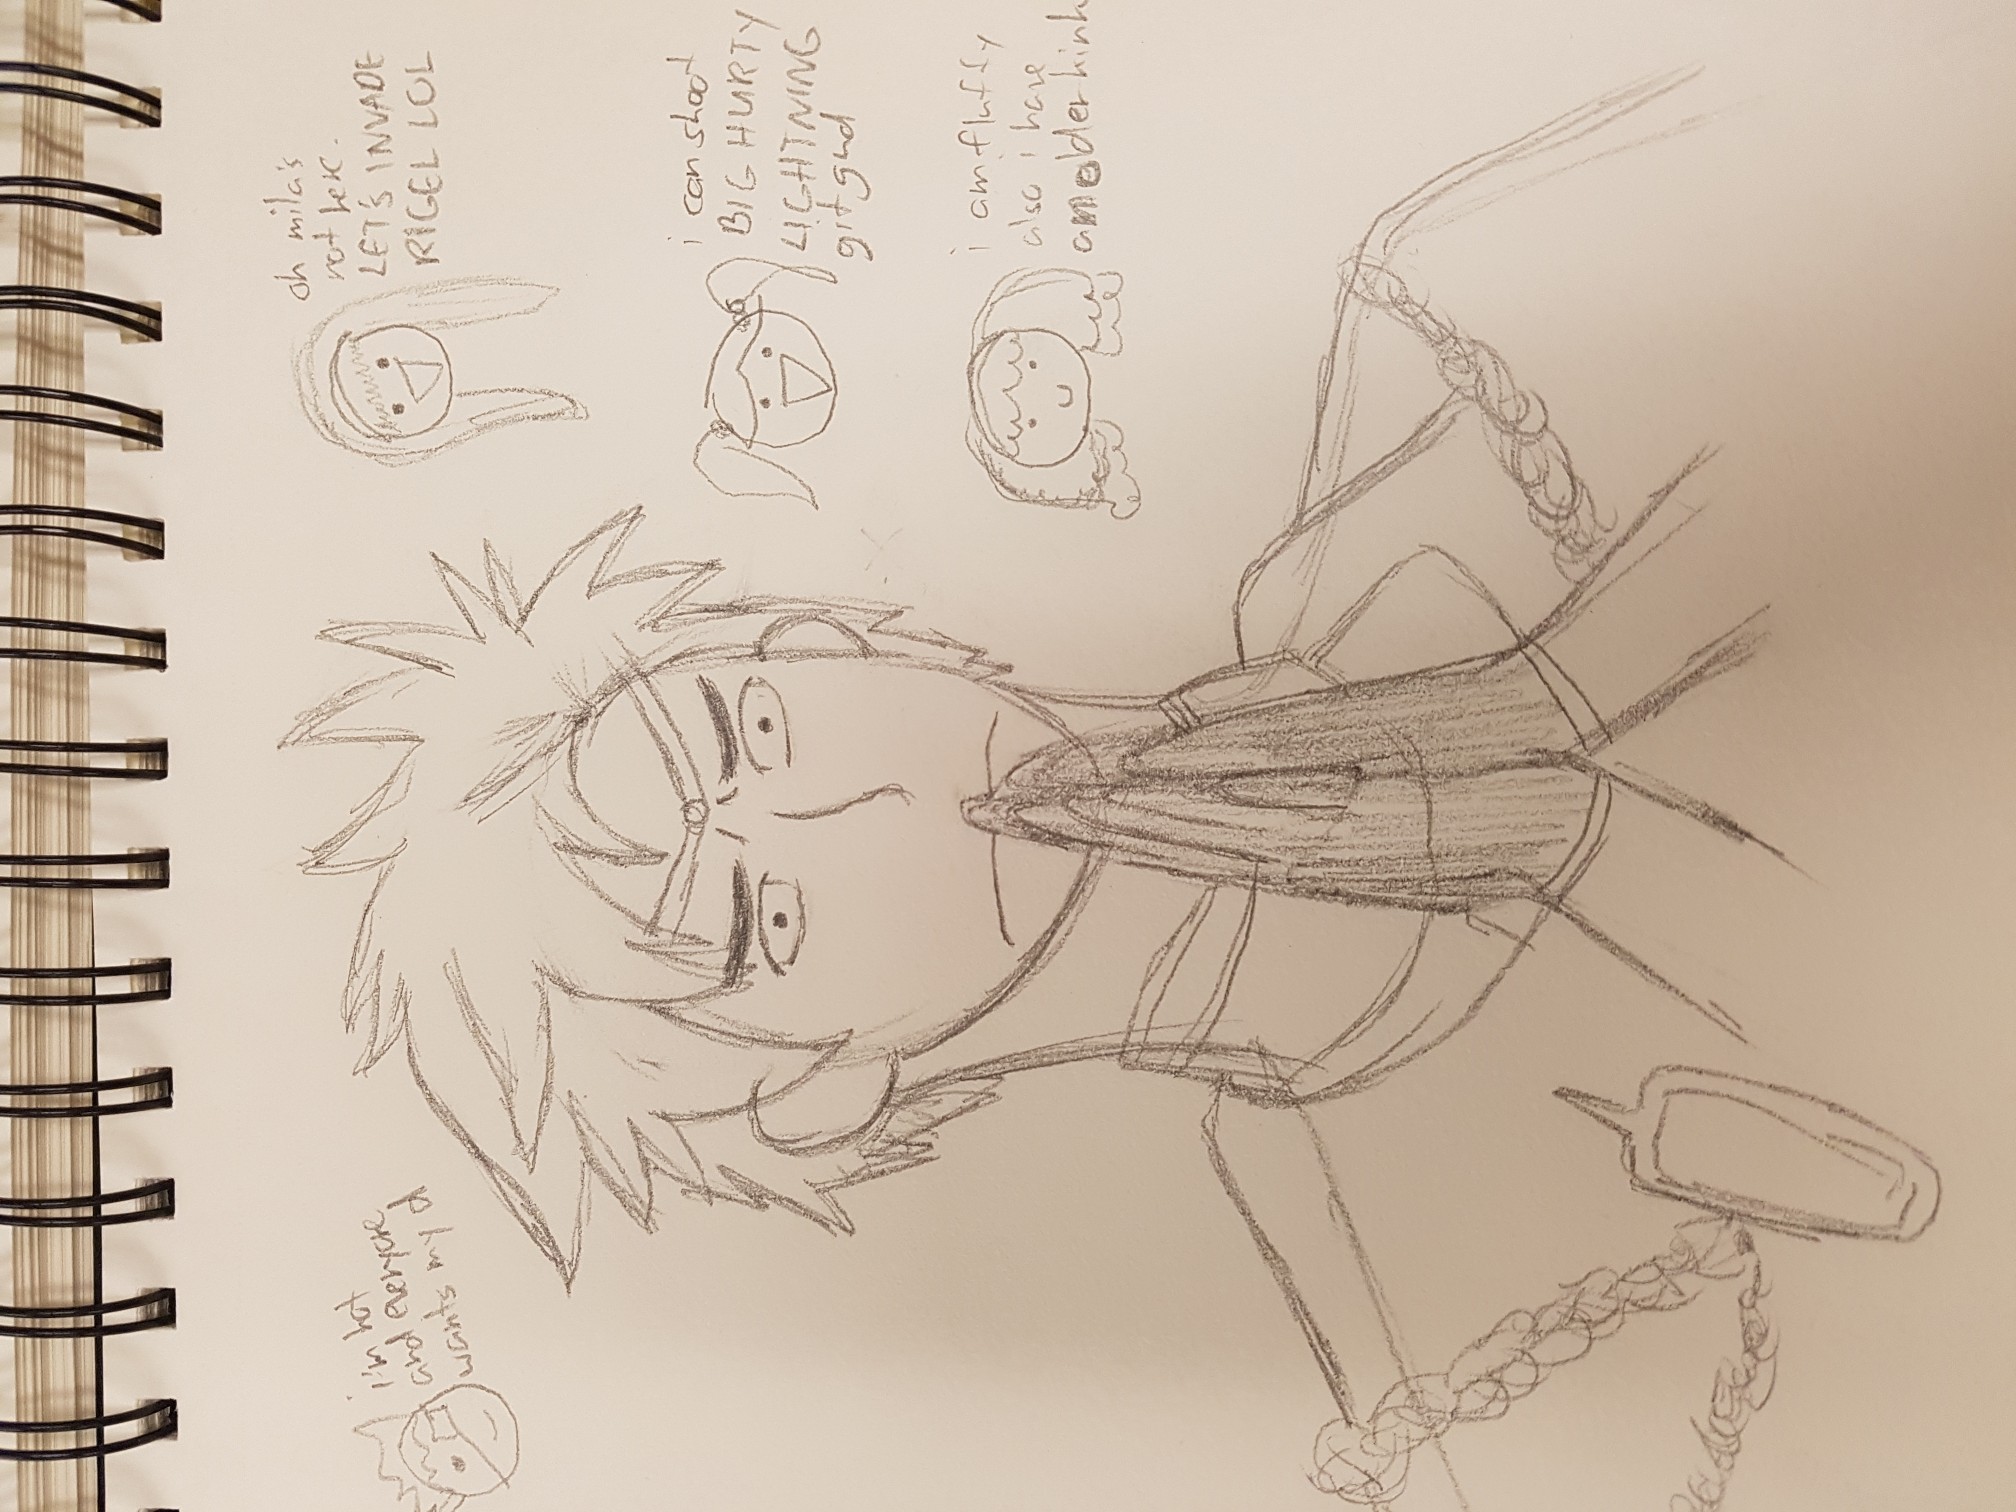 i'm hot
and everyone
wants my d
oh mila's
not here.
LET'S INVADE
RIGEL LOL
i can shoot
BIG HURTY
LIGHTNING
git gud
i am fluffy
also i have
an older kink